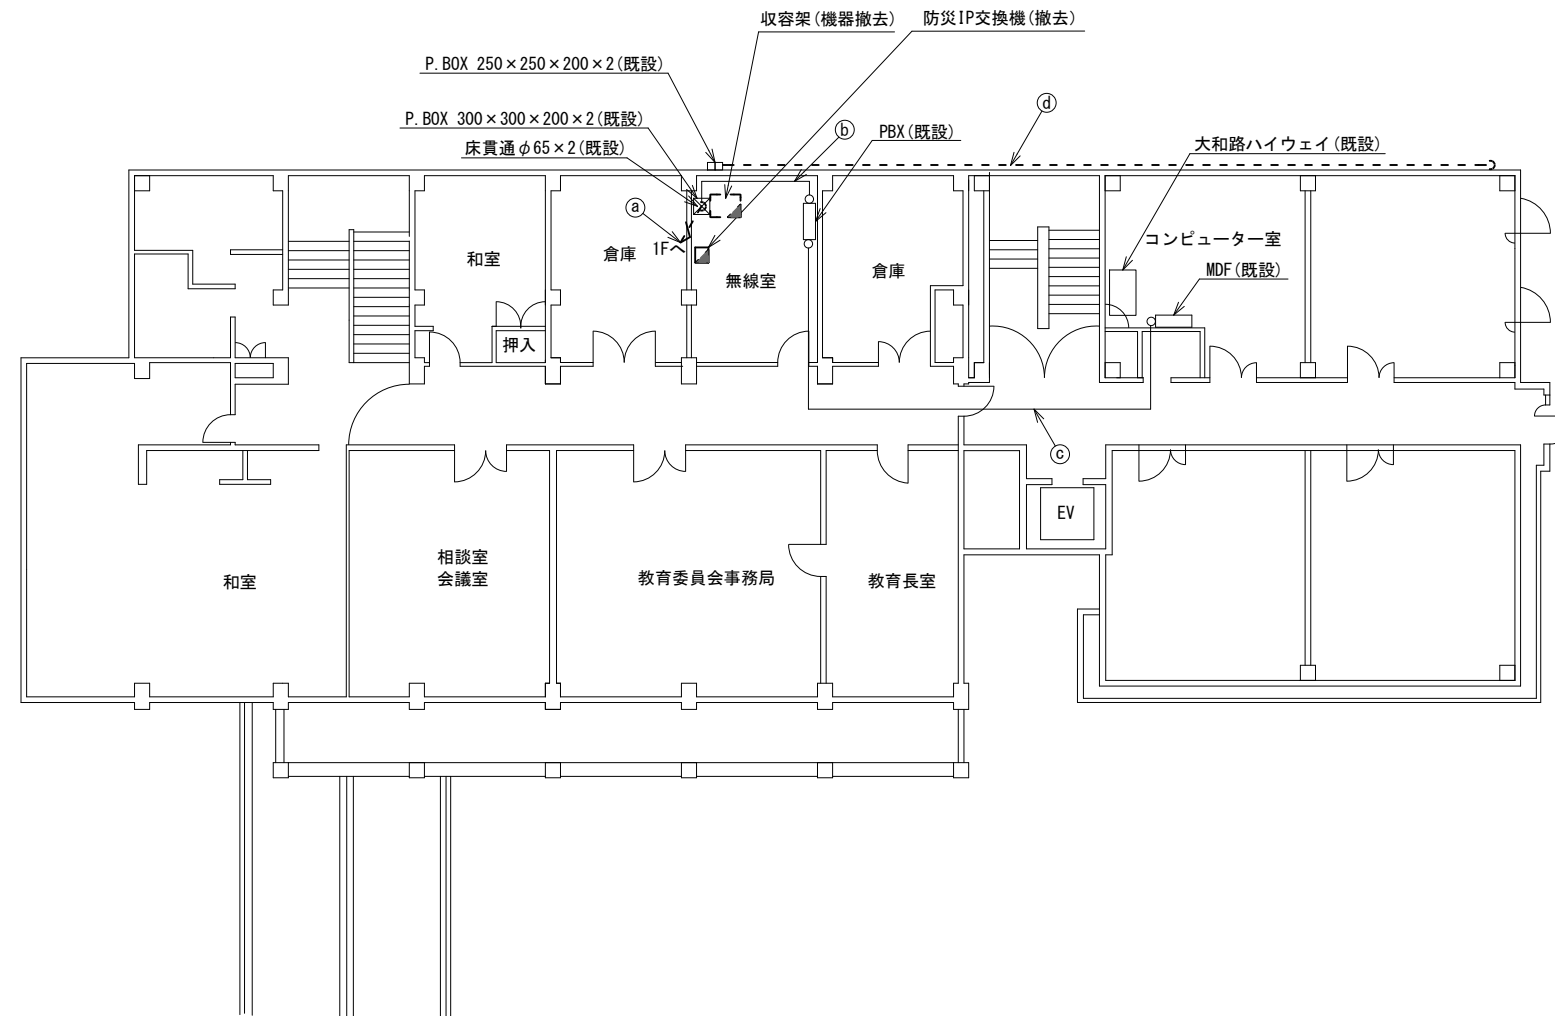 収容架(機器撤去)
防災IP交換機(撤去)
P.BOX 250×250×200×2(既設)
ⓓ
P.BOX 300×300×200×2(既設)
ⓑ
PBX(既設)
大和路ハイウェイ(既設)
床貫通φ65×2(既設)
ⓐ
1Fへ
和室
倉庫
無線室
倉庫
コンピューター室
MDF(既設)
押入
ⓒ
EV
相談室
会議室
和室
教育委員会事務局
教育長室